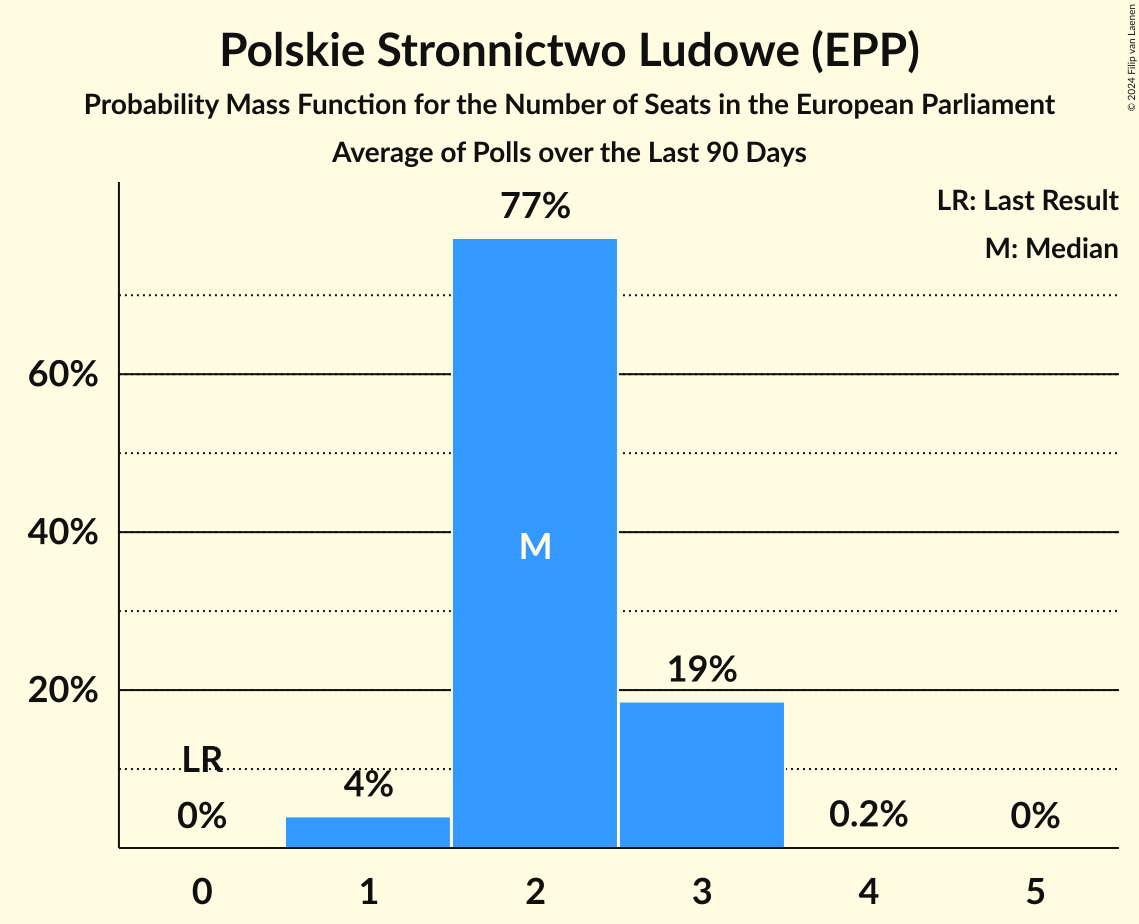 Polskie Stronnictwo Ludowe (EPP)
Probability Mass Function for the Number of Seats in the European Parliament
Average of Polls over the Last 90 Days
© 2024 Filip van Laenen
LR: Last Result
M: Median
77%
60%
40%
M
20%
19%
LR
0%
4%
0.2%
0%
0 1 2 3 4 5